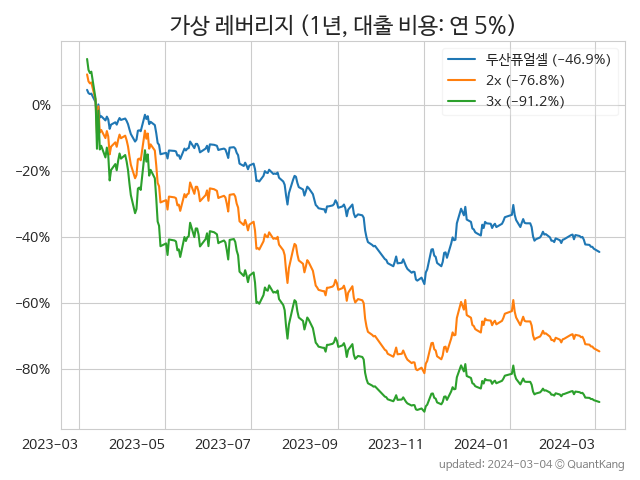 가상 레버리지 (1년, 대출 비용: 연 5%)
두산퓨얼셀 (−46.9%)
2x (−76.8%)
3x (−91.2%)
0%
−20%
−40%
−60%
−80%
2023-03 2023-05 2023-07 2023-09 2023-11 2024-01 2024-03
updated: 2024-03-04 © QuantKang